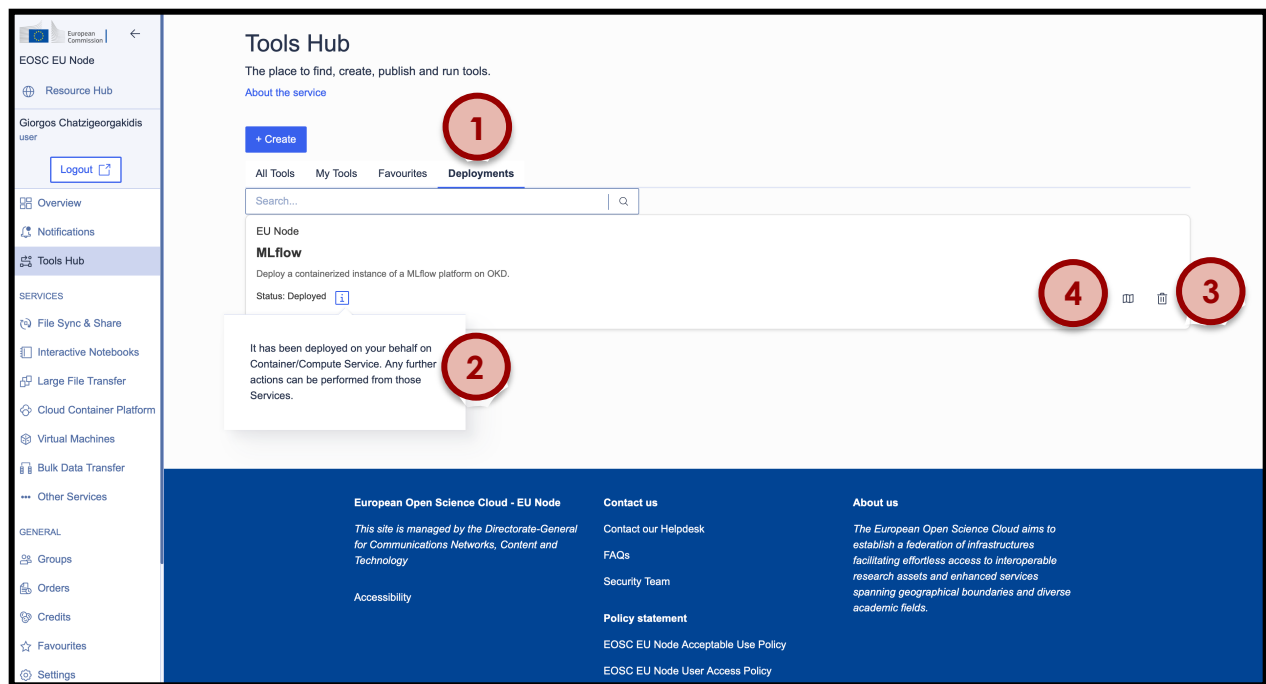 European
Commission
EOSC EU Node
Resource Hub
Giorgos Chatzigeorgakidis
user
Logout
Overview
Notifications
Tools Hub
SERVICES
File Sync & Share
Interactive Notebooks
Large File Transfer
Cloud Container Platform
Virtual Machines
Bulk Data Transfer
Other Services
GENERAL
Groups
Orders
Credits
Favourites
Settings
Tools Hub
The place to find, create, publish and run tools.
About the service
+ Create
1
All Tools My Tools Favourites Deployments
Search...
EU Node
MLflow
Deploy a containerized instance of a MLflow platform on OKD.
Status: Deployed i
4
3
It has been deployed on your behalf on
Container/Compute Service. Any further
actions can be performed from those
Services.
2
European Open Science Cloud - EU Node
This site is managed by the Directorate-General
for Communications Networks, Content and
Technology
Accessibility
Contact us
Contact our Helpdesk
FAQs
Security Team
Policy statement
EOSC EU Node Acceptable Use Policy
EOSC EU Node User Access Policy
About us
The European Open Science Cloud aims to
establish a federation of infrastructures
facilitating effortless access to interoperable
research assets and enhanced services
spanning geographical boundaries and diverse
academic fields.